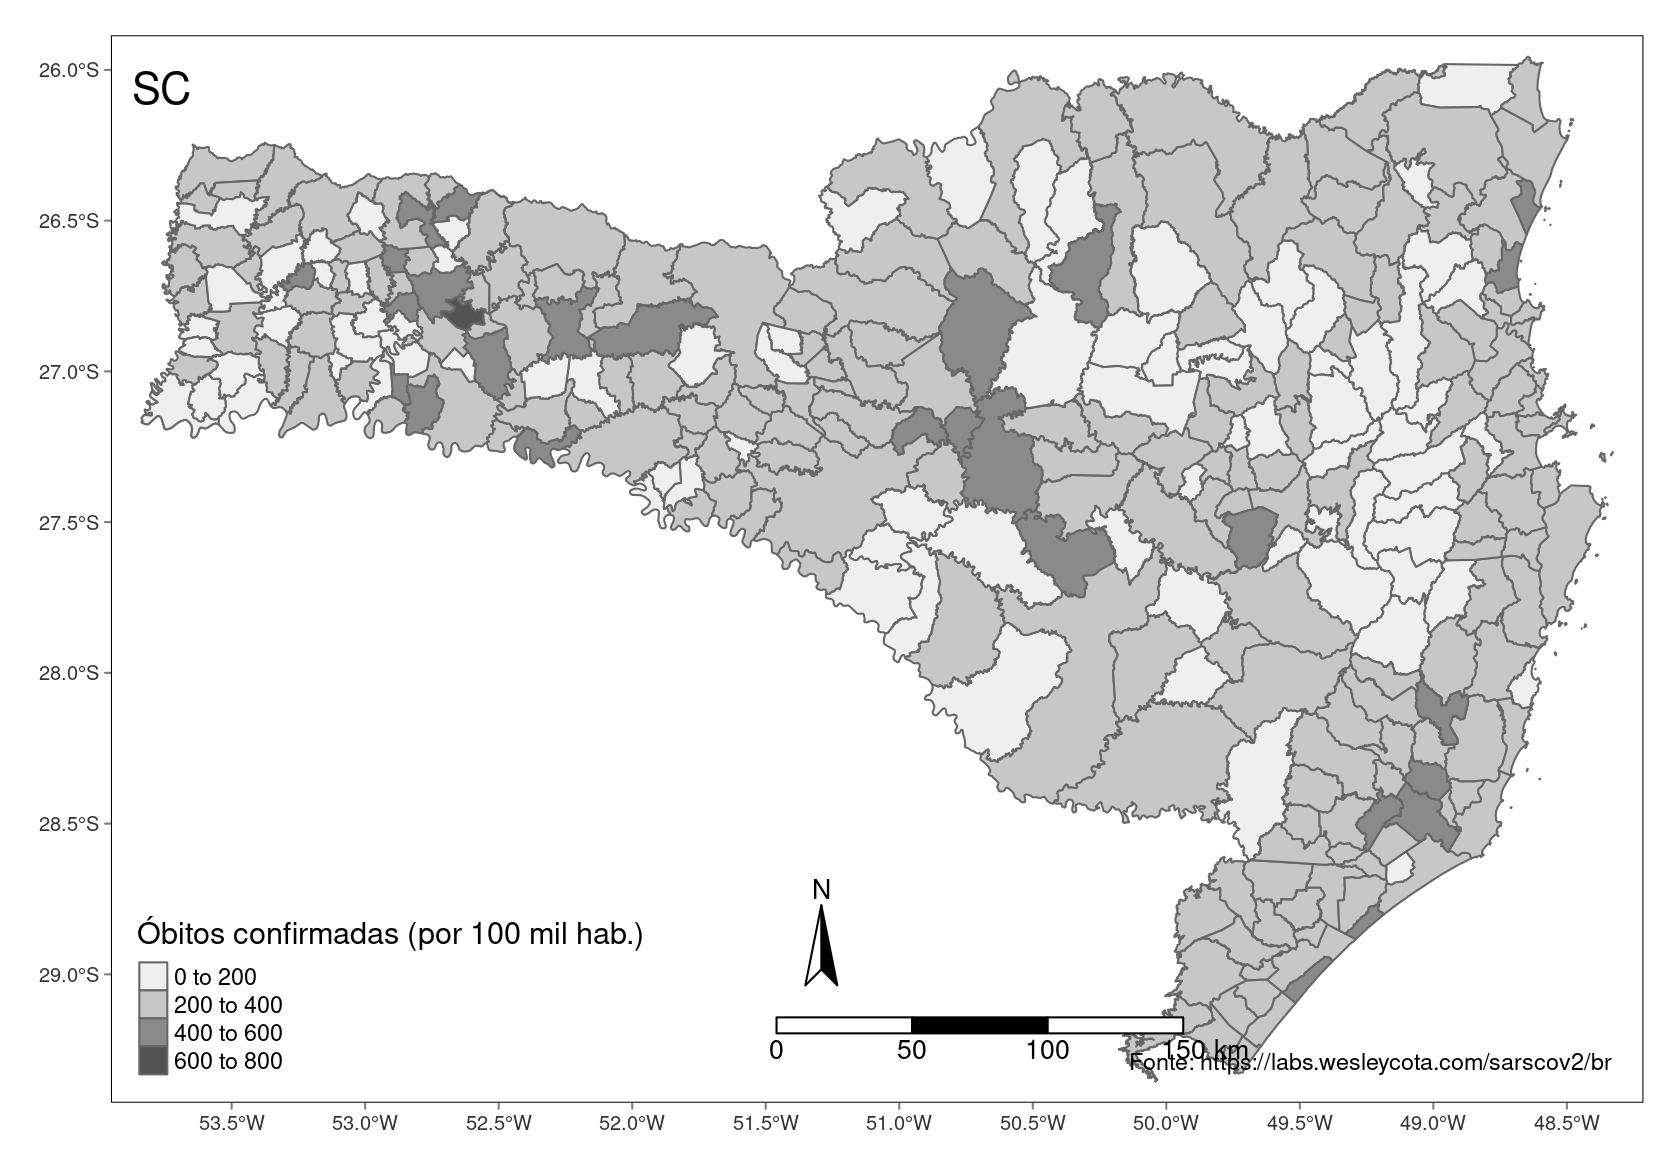 SC
26.0°S
26.5°S
27.0°S
27.5°S
28.0°S
28.5°S
29.0°S
N
Óbitos confirmadas (por 100 mil hab.)
0 to 200
200 to 400
400 to 600
600 to 800
0 50 100 150 km
Fonte: https://labs.wesleycota.com/sarscov2/br
53.5°W 53.0°W 52.5°W 52.0°W 51.5°W 51.0°W 50.5°W 50.0°W 49.5°W 49.0°W 48.5°W